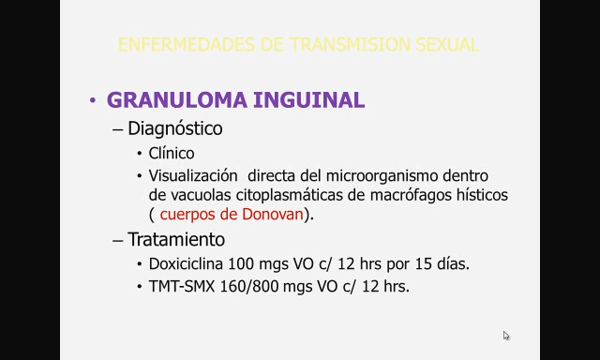 ENFERMEDADES DE TRANSMISION SEXUAL
• GRANULOMA INGUINAL
– Diagnóstico
• Clínico
• Visualización directa del microorganismo dentro
de vacuolas citoplasmáticas de macrófagos hísticos
( cuerpos de Donovan).
– Tratamiento
• Doxiciclina 100 mgs VO c/ 12 hrs por 15 días.
• TMT-SMX 160/800 mgs VO c/ 12 hrs.